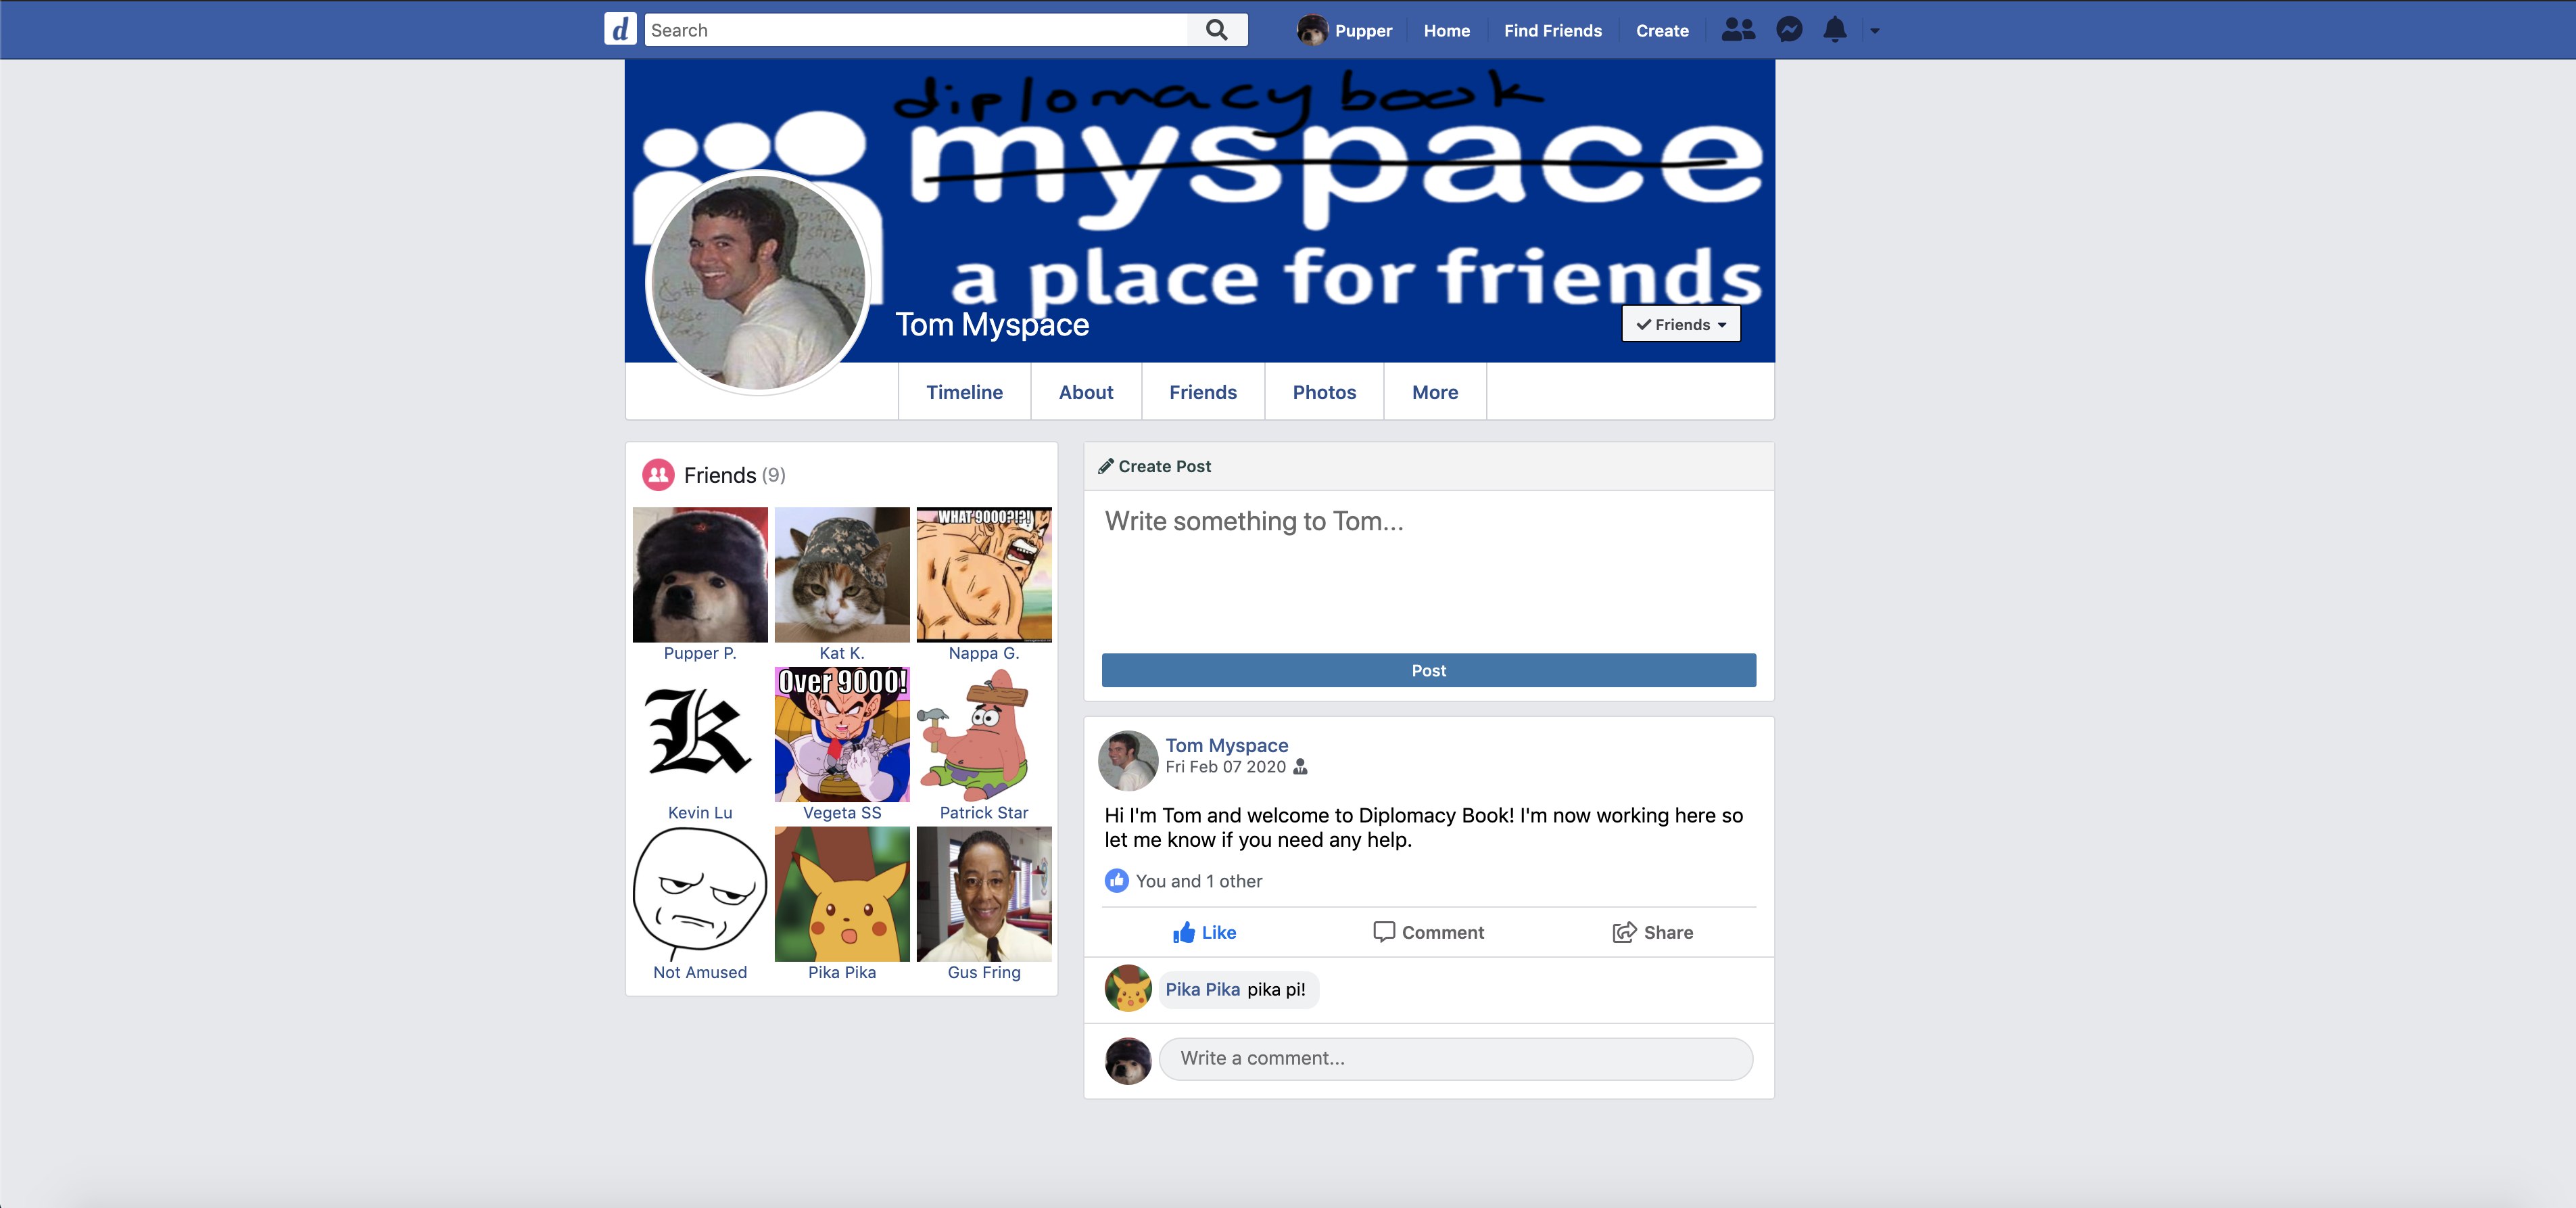 d
Search
Pupper
Home
Find Friends
Create
diplomacy book
myspace
a place for friends
Tom Myspace
Friends
Timeline
About
Friends
Photos
More
Friends (9)
WHAT 9000?!?!
Pupper P.
Kat K.
Nappa G.
Over 9000!
K
Kevin Lu
Vegeta SS
Patrick Star
Not Amused
Pika Pika
Gus Fring
Create Post
Write something to Tom...
Post
Tom Myspace
Fri Feb 07 2020
Hi I'm Tom and welcome to Diplomacy Book! I'm now working here so
let me know if you need any help.
You and 1 other
Like
Comment
Share
Pika Pika pika pi!
Write a comment...